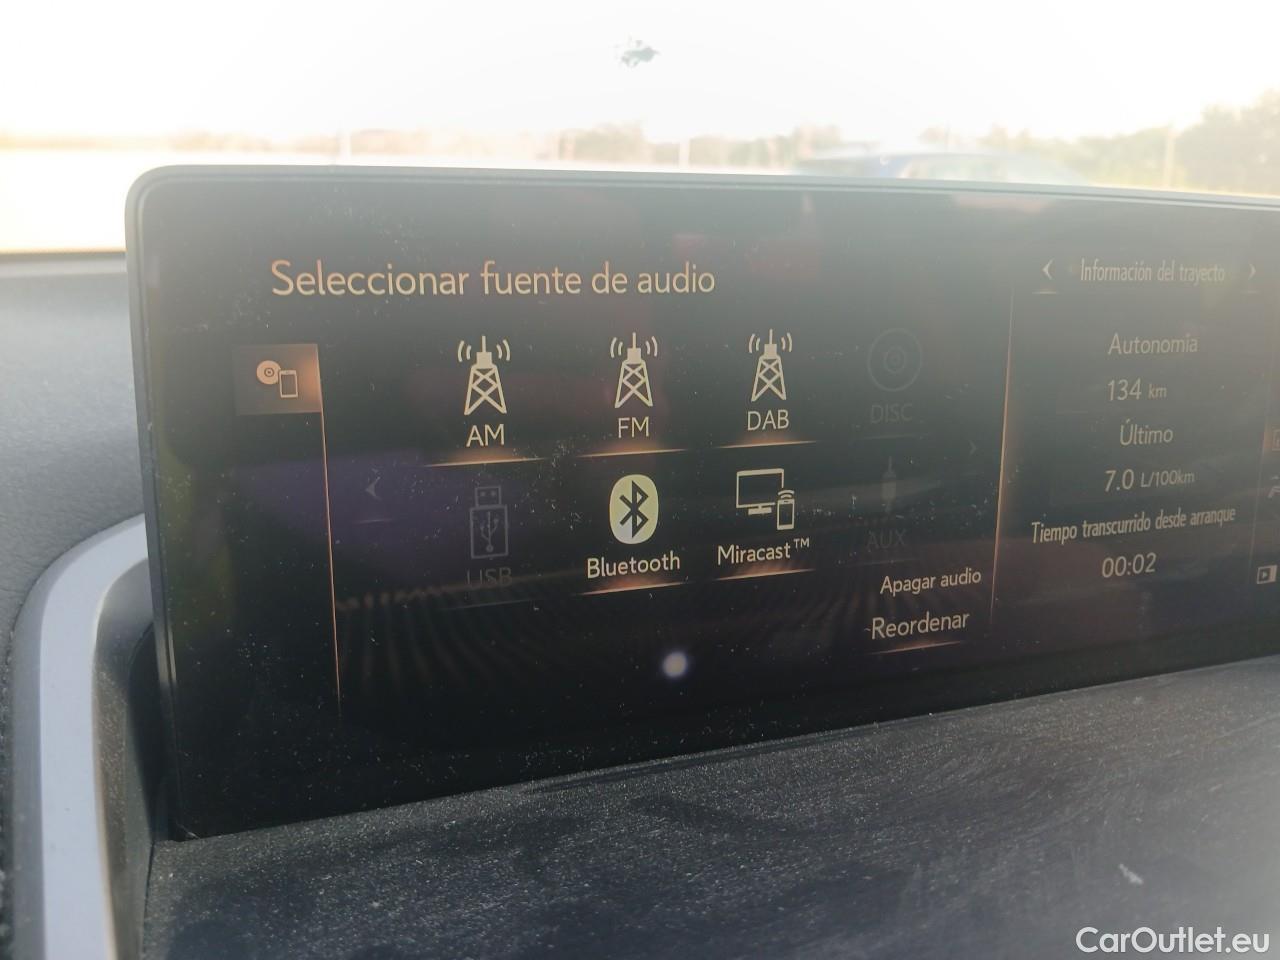 Seleccionar fuente de audio
AM
FM
DAB
DISC
USB
Bluetooth
Miracast™
AUX
Apagar audio
Reordenar
Información del trayecto
Autonomía
134 km
Último
7.0 L/100km
Tiempo transcurrido desde arranque
00:02
CarOutlet.eu